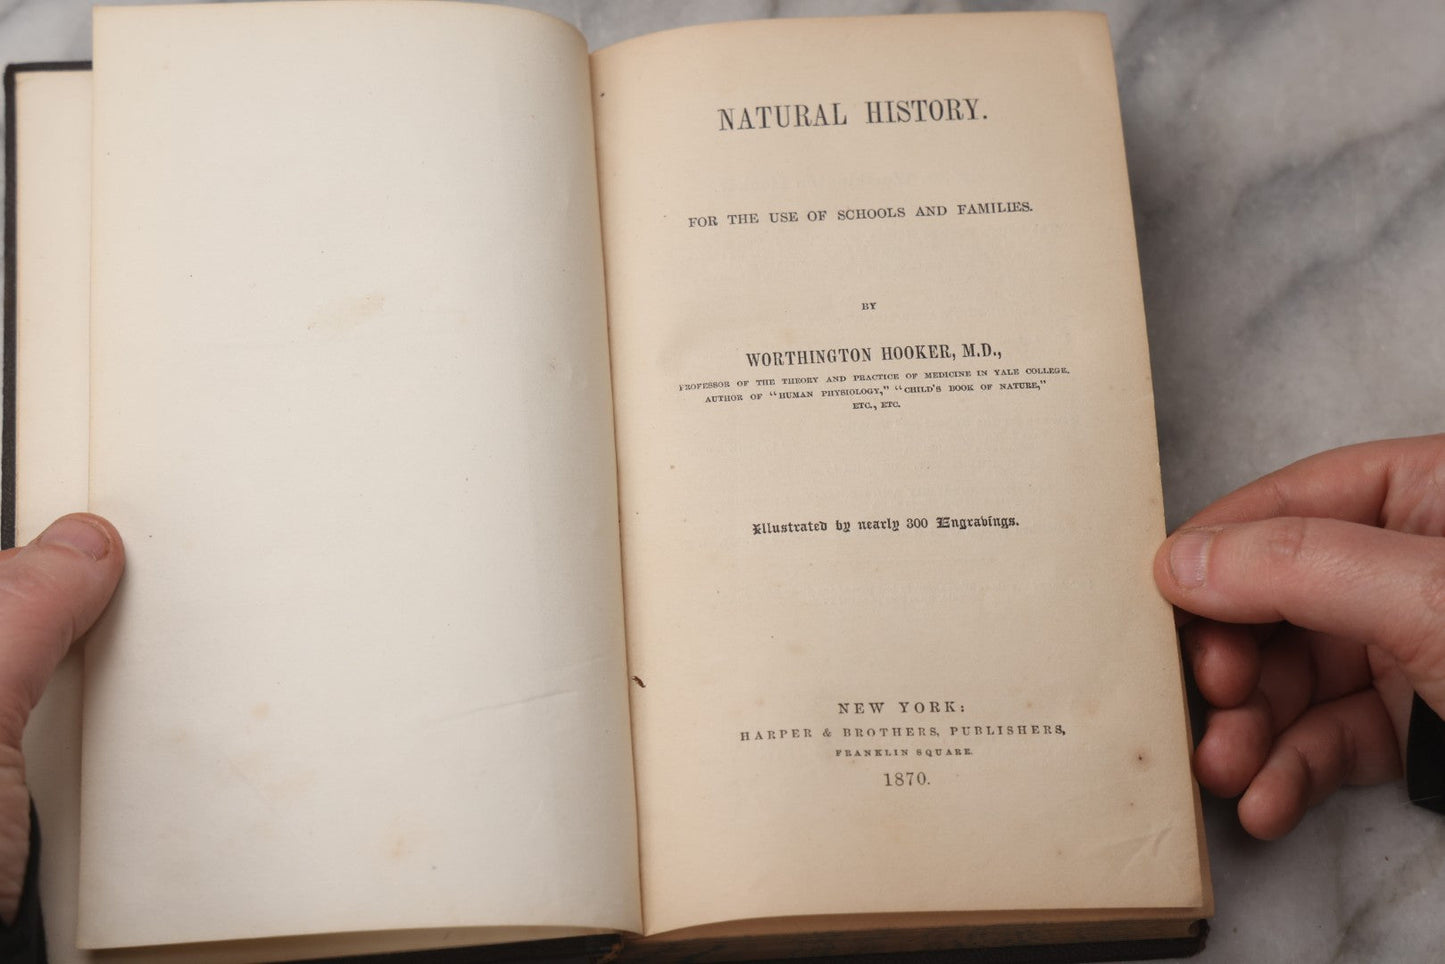 NATURAL HISTORY.
FOR THE USE OF SCHOOLS AND FAMILIES.
BY
WORTHINGTON HOOKER, M.D.,
PROFESSOR OF THE THEORY AND PRACTICE OF MEDICINE IN YALE COLLEGE,
AUTHOR OF "HUMAN PHYSIOLOGY," "CHILD'S BOOK OF NATURE,"
ETC., ETC.
Illustrated by nearly 300 Engravings.
NEW YORK:
HARPER & BROTHERS, PUBLISHERS,
FRANKLIN SQUARE.
1870.